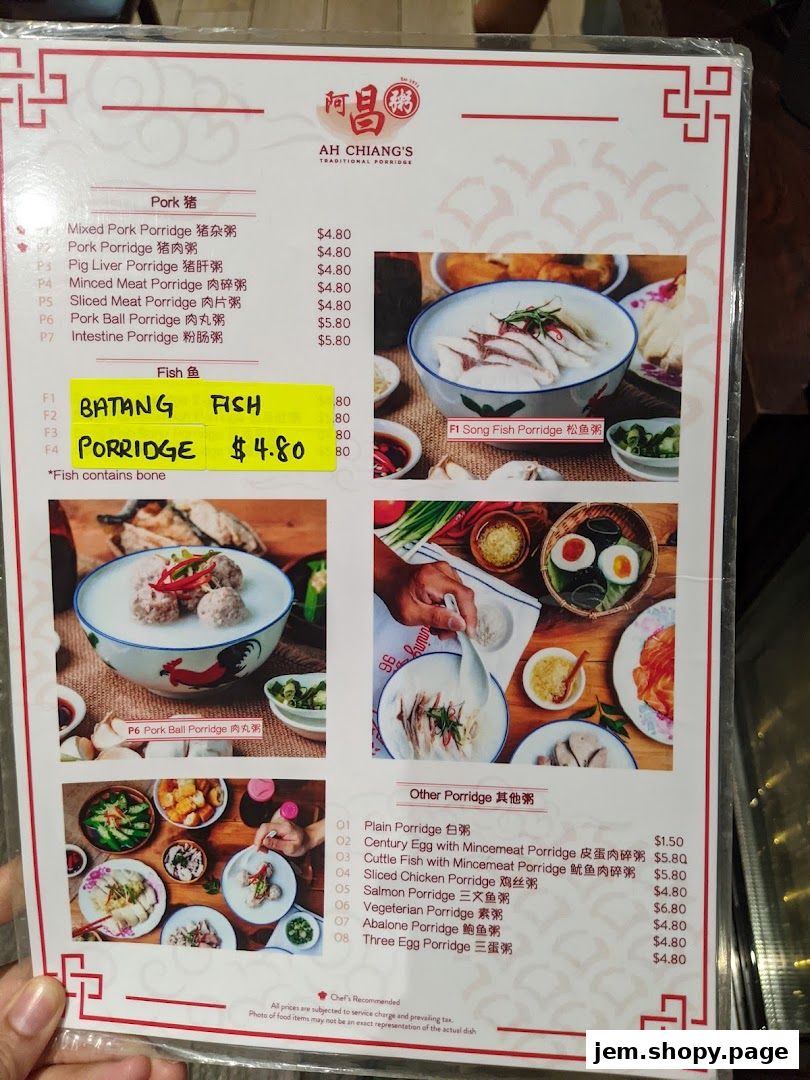 Est 1971
阿昌粥
AH CHIANG'S
TRADITIONAL PORRIDGE
Pork 猪
Mixed Pork Porridge 猪杂粥 $4.80
P2 Pork Porridge 猪肉粥 $4.80
P3 Pig Liver Porridge 猪肝粥 $4.80
P4 Minced Meat Porridge 肉碎粥 $4.80
P5 Sliced Meat Porridge 肉片粥 $4.80
P6 Pork Ball Porridge 肉丸粥 $5.80
P7 Intestine Porridge 粉肠粥 $5.80
Fish 鱼
F1
F2
F3
F4
BATANG FISH
PORRIDGE $4.80
*Fish contains bone
F1 Song Fish Porridge 松鱼粥
P6 Pork Ball Porridge 肉丸粥
Other Porridge 其他粥
01 Plain Porridge 白粥 $1.50
02 Century Egg with Mincemeat Porridge 皮蛋肉碎粥 $5.80
03 Cuttle Fish with Mincemeat Porridge 鱿鱼肉碎粥 $5.80
04 Sliced Chicken Porridge 鸡丝粥 $4.80
05 Salmon Porridge 三文鱼粥 $6.80
06 Vegeterian Porridge 素粥 $4.80
07 Abalone Porridge 鲍鱼粥 $4.80
08 Three Egg Porridge 三蛋粥 $4.80
Chef's Recommended
All prices are subjected to service charge and prevailing tax.
Photo of food items may not be an exact representation of the actual dish
jem.shopy.page